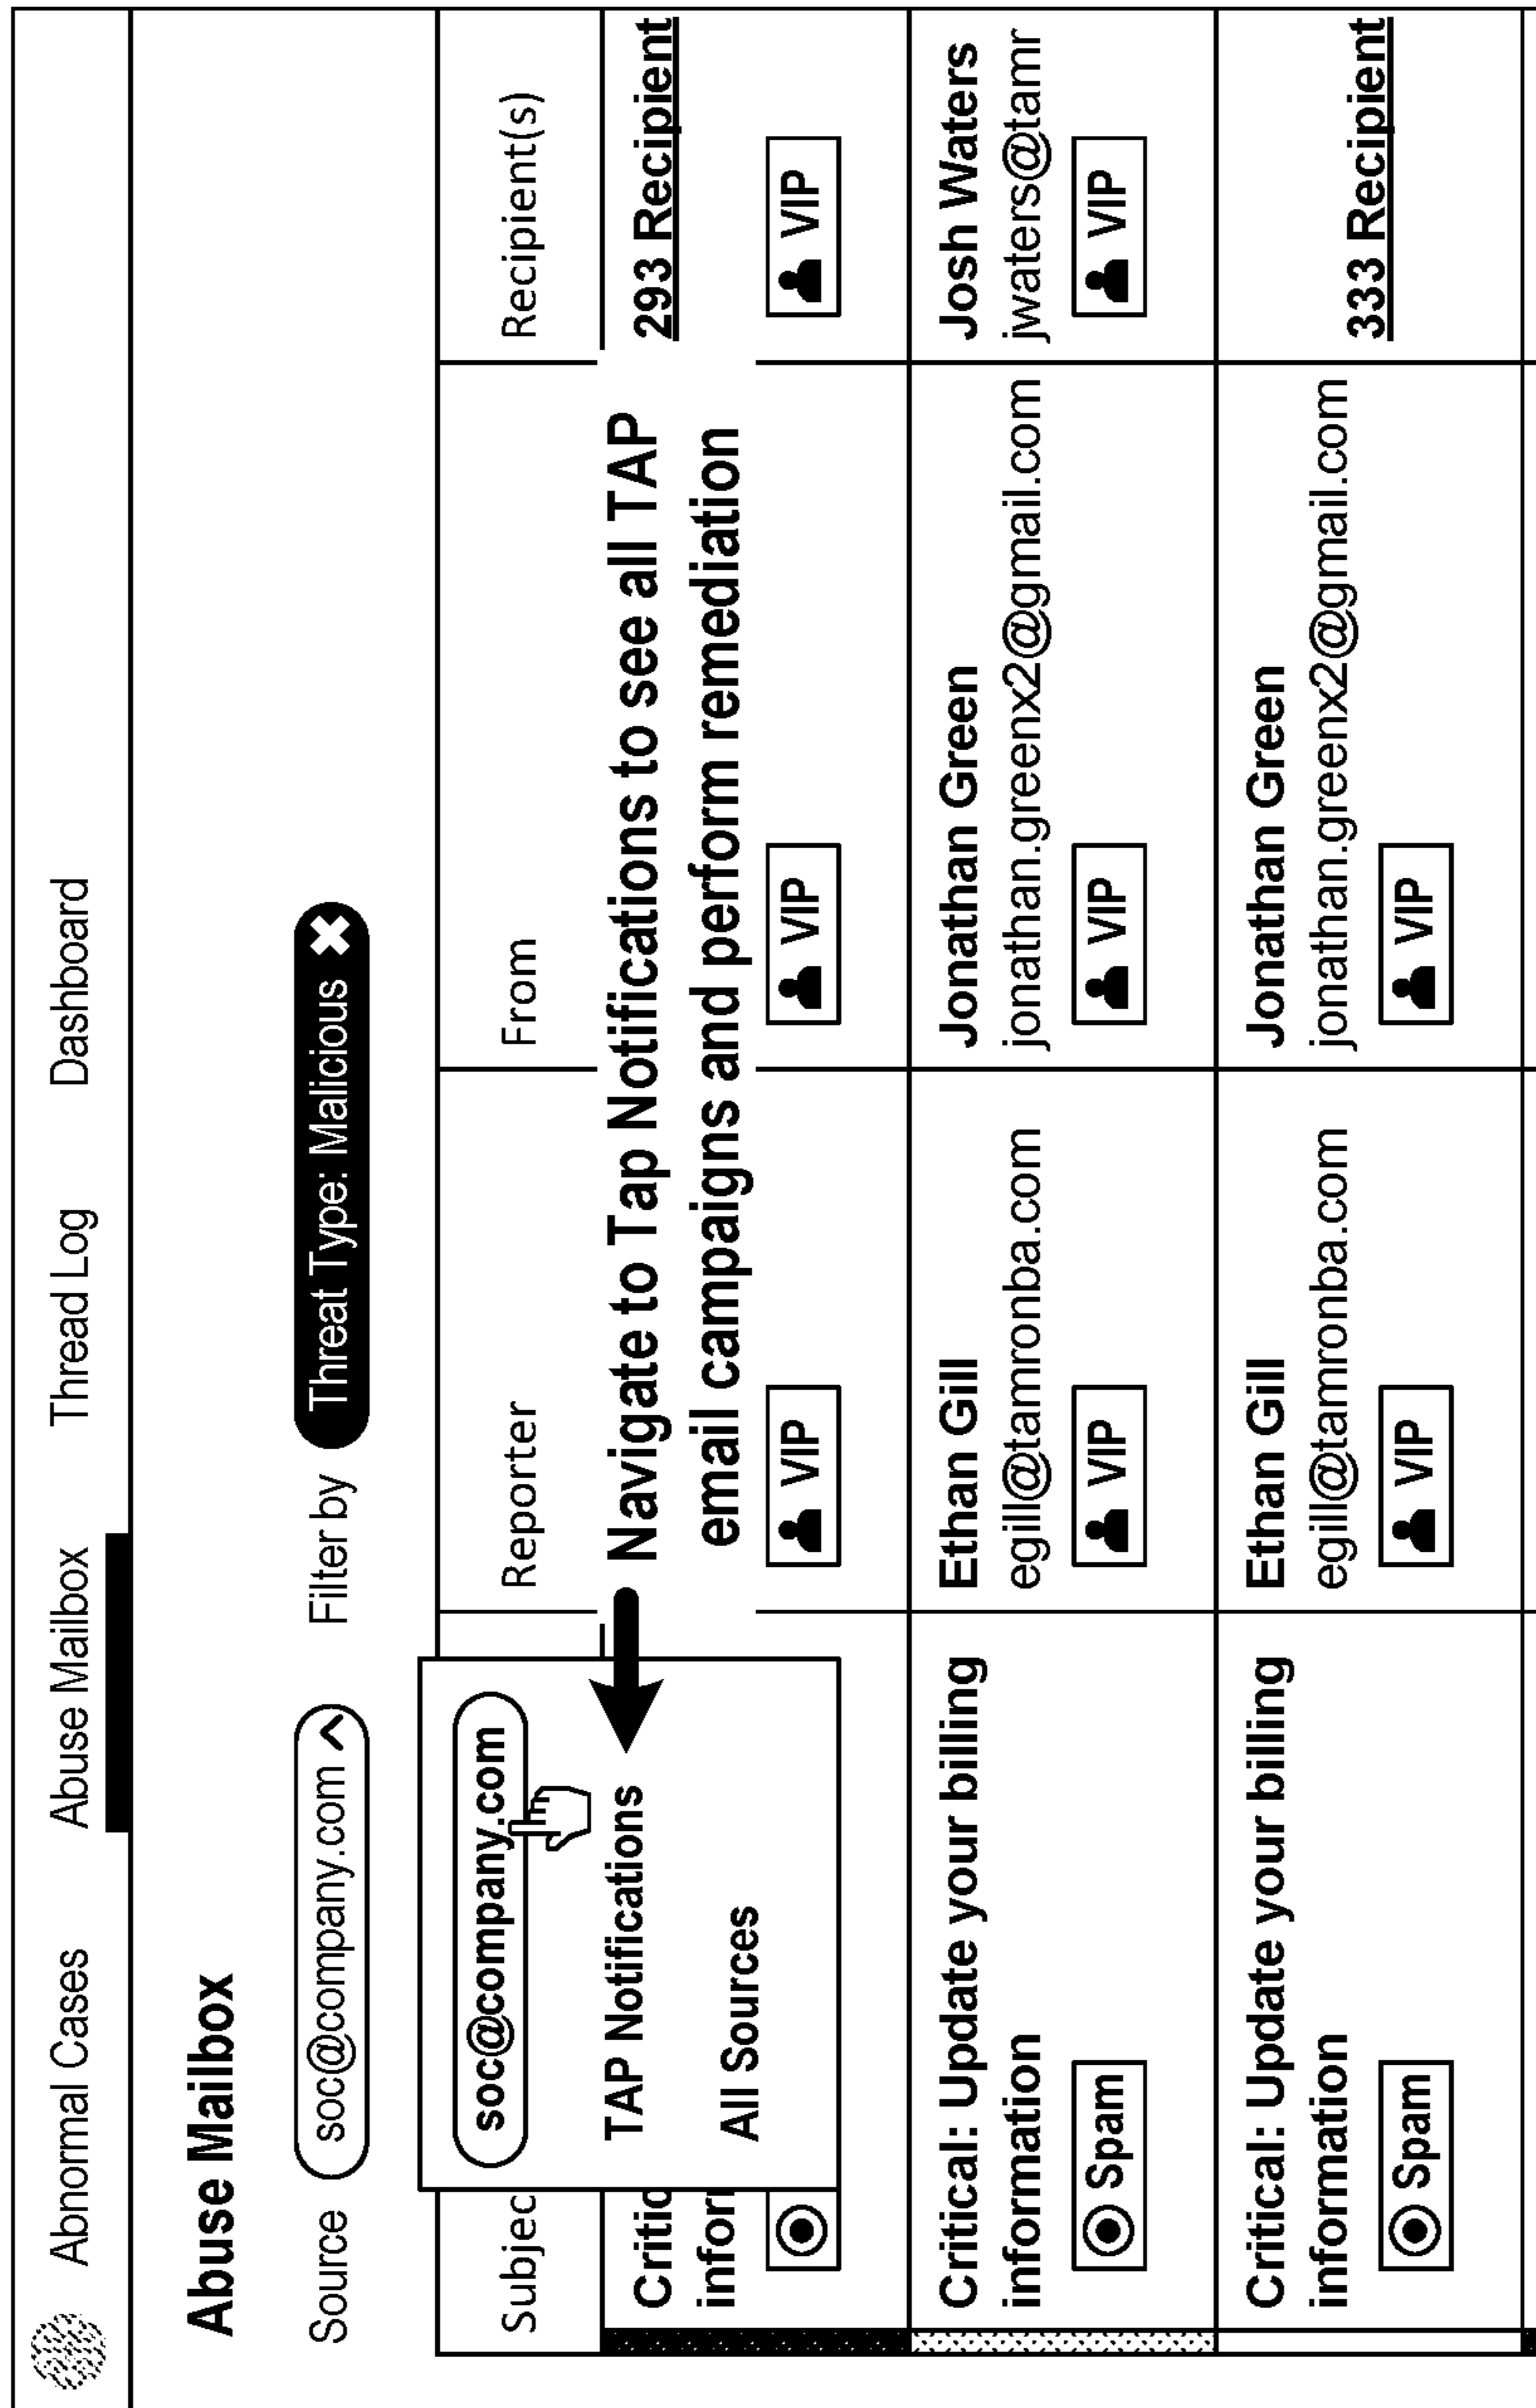 Abnormal Cases Abuse Mailbox Thread Log Dashboard
Abuse Mailbox
Source soc@company.com Filter by Threat Type: Malicious
soc@company.com
TAP Notifications
All Sources
Navigate to Tap Notifications to see all TAP
email campaigns and perform remediation
Subjec Reporter From Recipient(s)
Critic 293 Recipient
infor
VIP VIP VIP
Critical: Update your billing Ethan Gill Jonathan Green Josh Waters
information egill@tamronba.com jonathan.greenx2@gmail.com jwaters@tamr
Spam VIP VIP VIP
Critical: Update your billing Ethan Gill Jonathan Green
information egill@tamronba.com jonathan.greenx2@gmail.com 333 Recipient
Spam VIP VIP